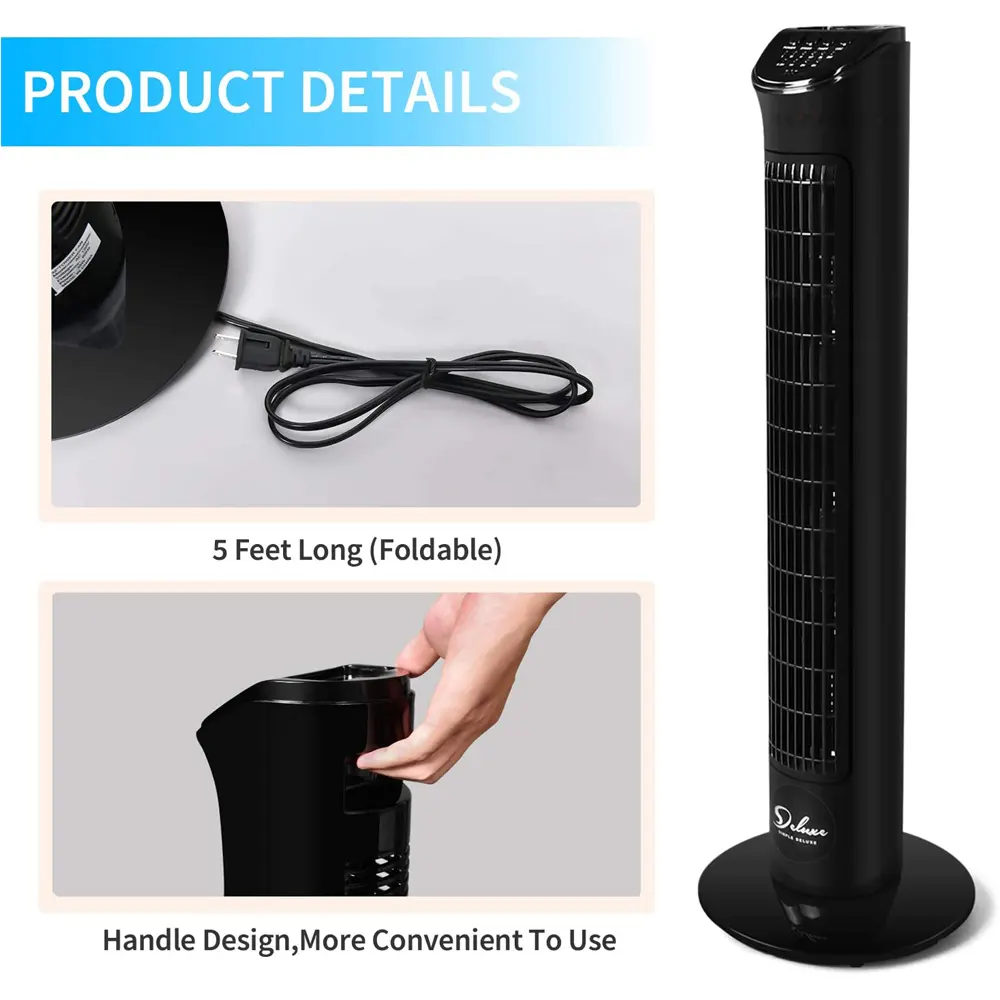 PRODUCT DETAILS
5 Feet Long (Foldable)
Handle Design,More Convenient To Use
Deluxe
SIMPLE DELUXE